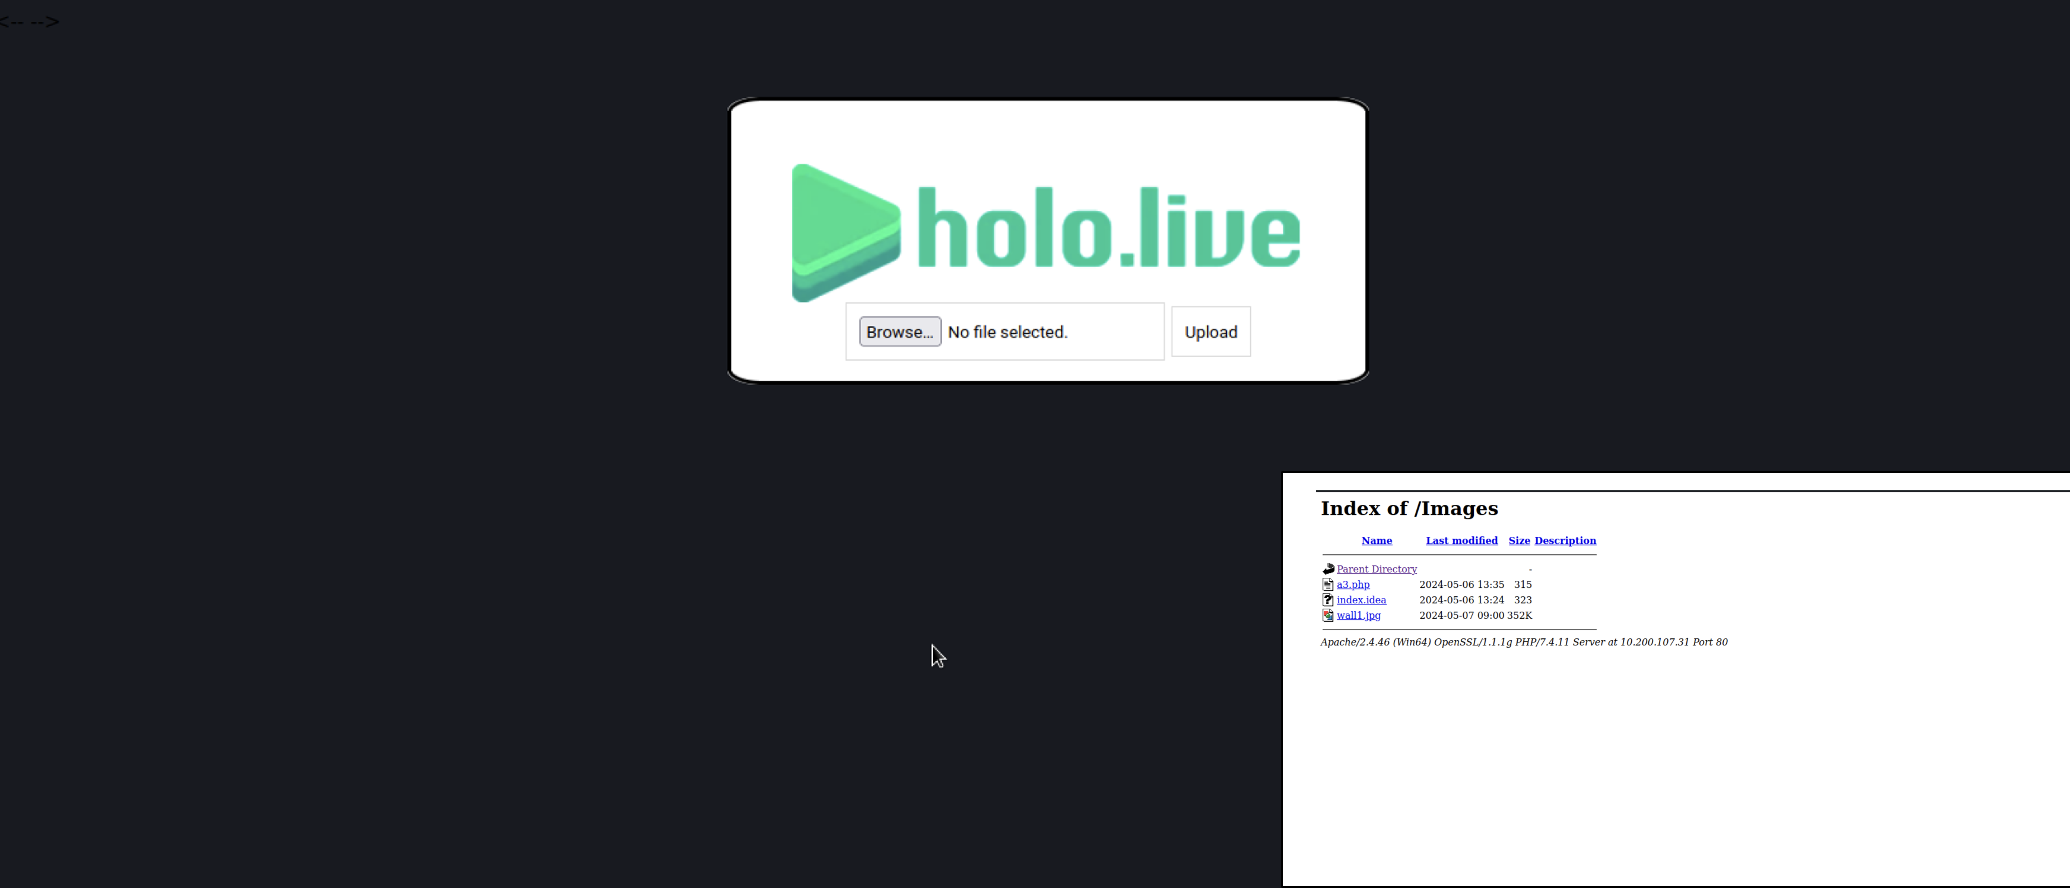 <-- -->
holo.live
Browse... No file selected. Upload
Index of /Images
Name Last modified Size Description
Parent Directory -
a3.php 2024-05-06 13:35 315
index.idea 2024-05-06 13:24 323
wall1.jpg 2024-05-07 09:00 352K
Apache/2.4.46 (Win64) OpenSSL/1.1.1g PHP/7.4.11 Server at 10.200.107.31 Port 80